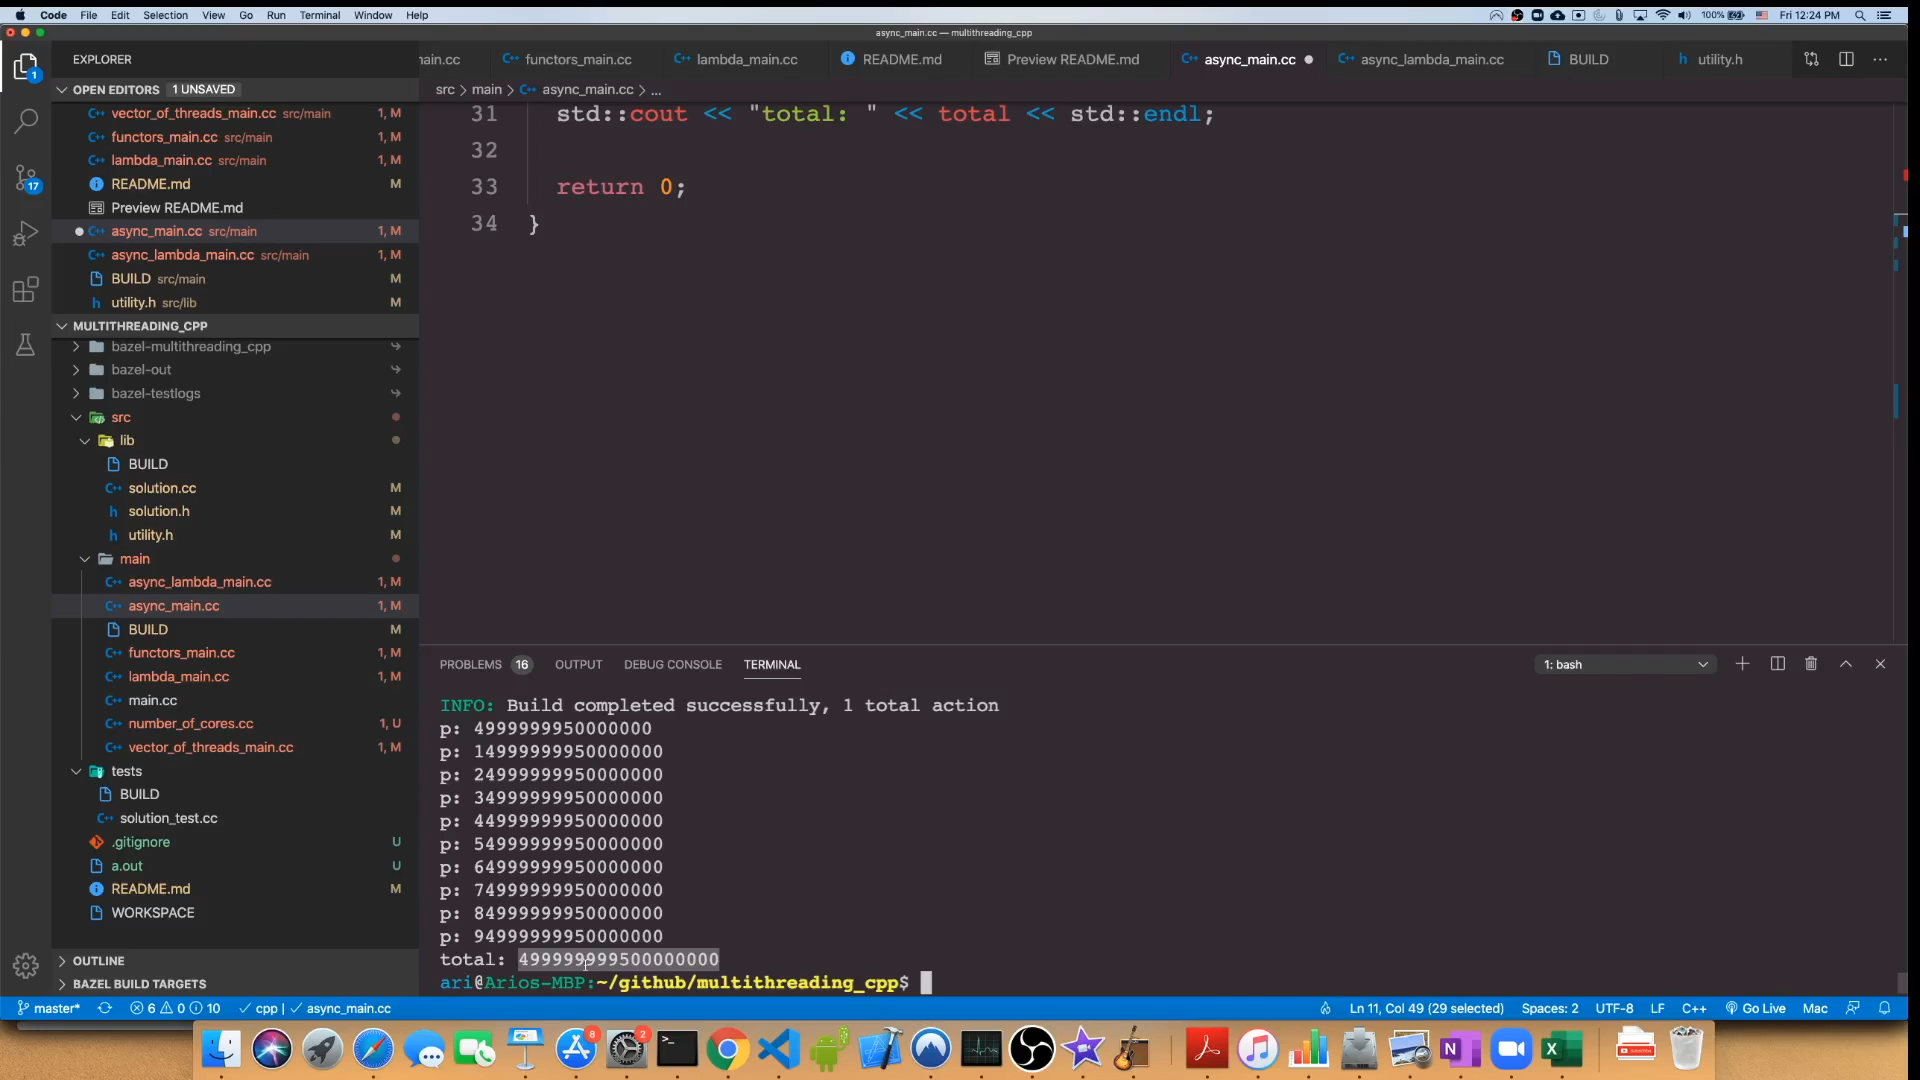 Code File Edit Selection View Go Run Terminal Window Help 100% Fri 12:24 PM
async_main.cc — multithreading_cpp
EXPLORER
nain.cc functors_main.cc lambda_main.cc README.md Preview README.md async_main.cc async_lambda_main.cc BUILD utility.h
OPEN EDITORS 1 UNSAVED
src > main > async_main.cc > ...
vector_of_threads_main.cc src/main 1, M
functors_main.cc src/main 1, M
lambda_main.cc src/main 1, M
README.md M
Preview README.md
async_main.cc src/main 1, M
async_lambda_main.cc src/main 1, M
BUILD src/main M
utility.h src/lib M
MULTITHREADING_CPP
bazel-multithreading_cpp
bazel-out
bazel-testlogs
src
lib
BUILD
solution.cc M
solution.h M
utility.h M
main
async_lambda_main.cc 1, M
async_main.cc 1, M
BUILD M
functors_main.cc 1, M
lambda_main.cc 1, M
main.cc
number_of_cores.cc 1, U
vector_of_threads_main.cc 1, M
tests
BUILD
solution_test.cc
.gitignore U
a.out U
README.md M
WORKSPACE
OUTLINE
BAZEL BUILD TARGETS
1
17
31 std::cout << "total: " << total << std::endl;
32
33 return 0;
34 }
PROBLEMS 16 OUTPUT DEBUG CONSOLE TERMINAL 1: bash
INFO: Build completed successfully, 1 total action
p: 4999999950000000
p: 14999999950000000
p: 24999999950000000
p: 34999999950000000
p: 44999999950000000
p: 54999999950000000
p: 64999999950000000
p: 74999999950000000
p: 84999999950000000
p: 94999999950000000
total: 499999999500000000
ari@Arios-MBP:~/github/multithreading_cpp$
master* 6 0 10 cpp | async_main.cc Ln 11, Col 49 (29 selected) Spaces: 2 UTF-8 LF C++ Go Live Mac
8
2